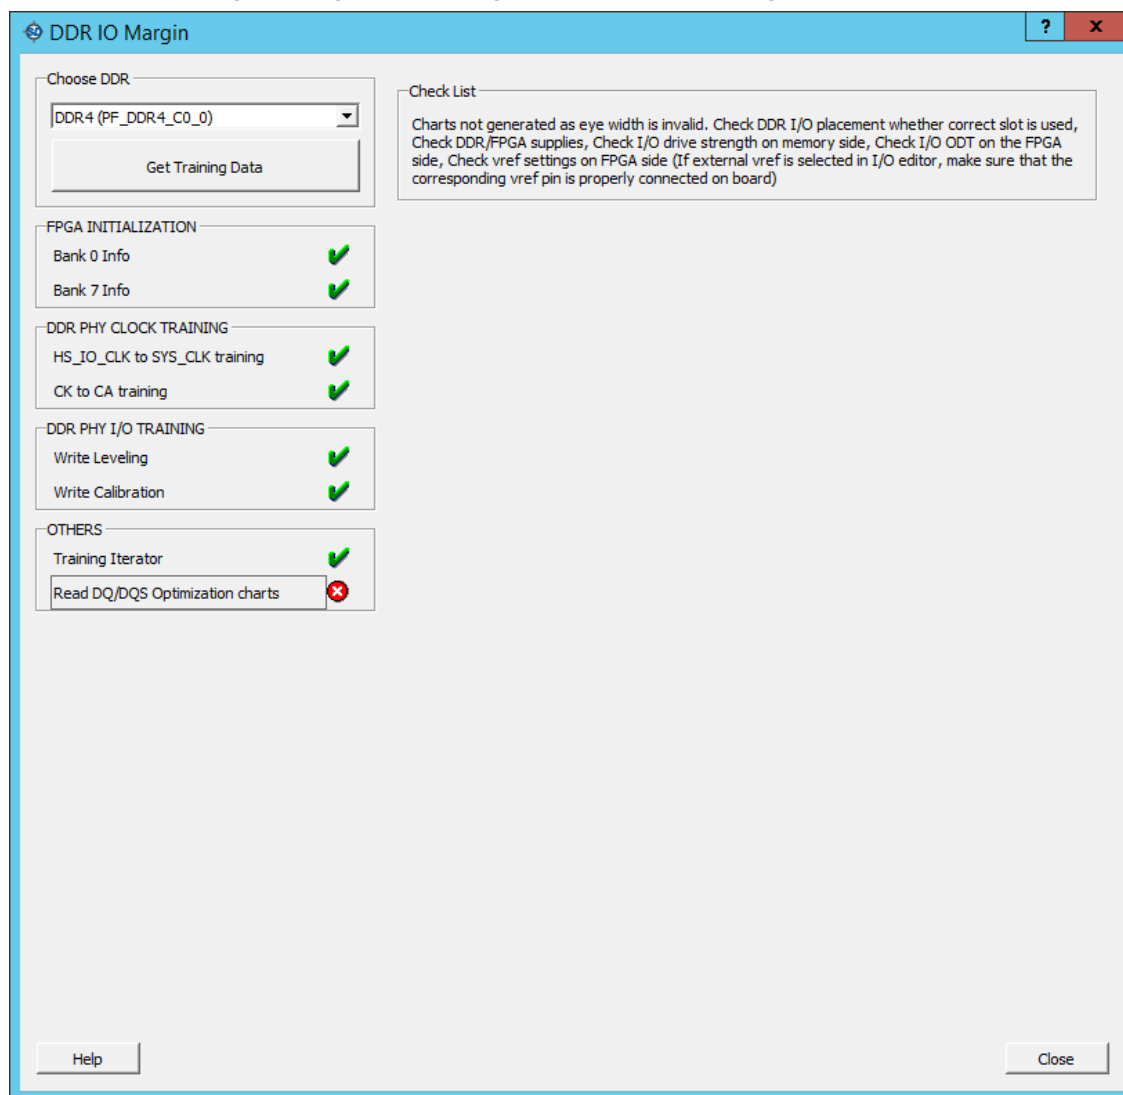 DDR IO Margin
?
x
Choose DDR
DDR4 (PF_DDR4_C0_0)
Get Training Data
Check List
Charts not generated as eye width is invalid. Check DDR I/O placement whether correct slot is used,
Check DDR/FPGA supplies, Check I/O drive strength on memory side, Check I/O ODT on the FPGA
side, Check vref settings on FPGA side (If external vref is selected in I/O editor, make sure that the
corresponding vref pin is properly connected on board)
FPGA INITIALIZATION
Bank 0 Info
Bank 7 Info
DDR PHY CLOCK TRAINING
HS_IO_CLK to SYS_CLK training
CK to CA training
DDR PHY I/O TRAINING
Write Leveling
Write Calibration
OTHERS
Training Iterator
Read DQ/DQS Optimization charts
Help
Close